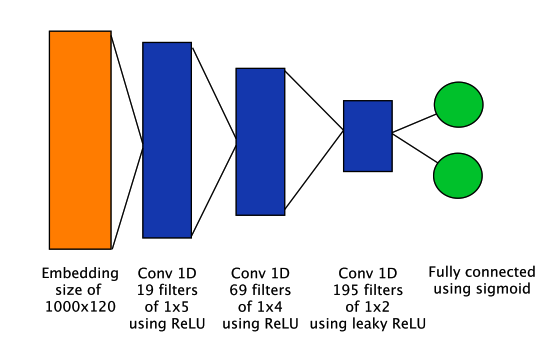 Embedding
size of
1000x120
Conv 1D
19 filters
of 1x5
using ReLU
Conv 1D
69 filters
of 1x4
using ReLU
Conv 1D
195 filters
of 1x2
using leaky ReLU
Fully connected
using sigmoid